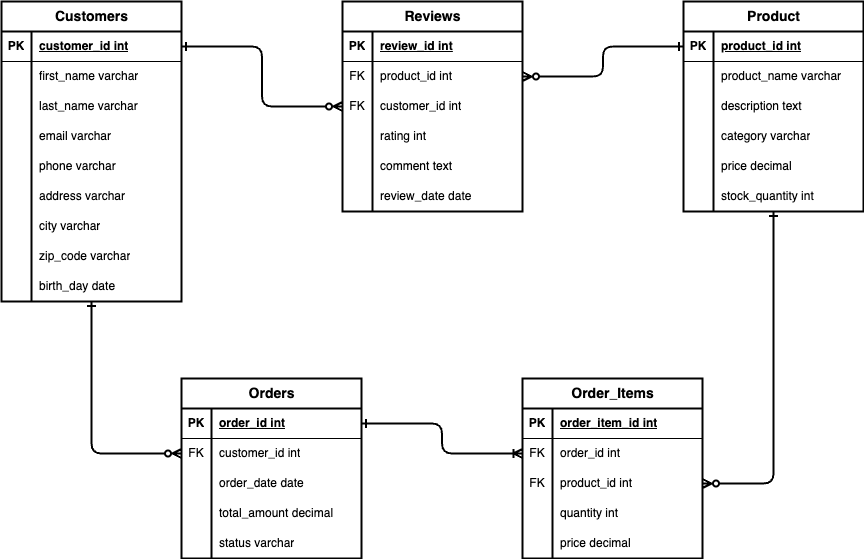 Customers
PK customer_id int
first_name varchar
last_name varchar
email varchar
phone varchar
address varchar
city varchar
zip_code varchar
birth_day date
Reviews
PK review_id int
FK product_id int
FK customer_id int
rating int
comment text
review_date date
Product
PK product_id int
product_name varchar
description text
category varchar
price decimal
stock_quantity int
Orders
PK order_id int
FK customer_id int
order_date date
total_amount decimal
status varchar
Order_Items
PK order_item_id int
FK order_id int
FK product_id int
quantity int
price decimal